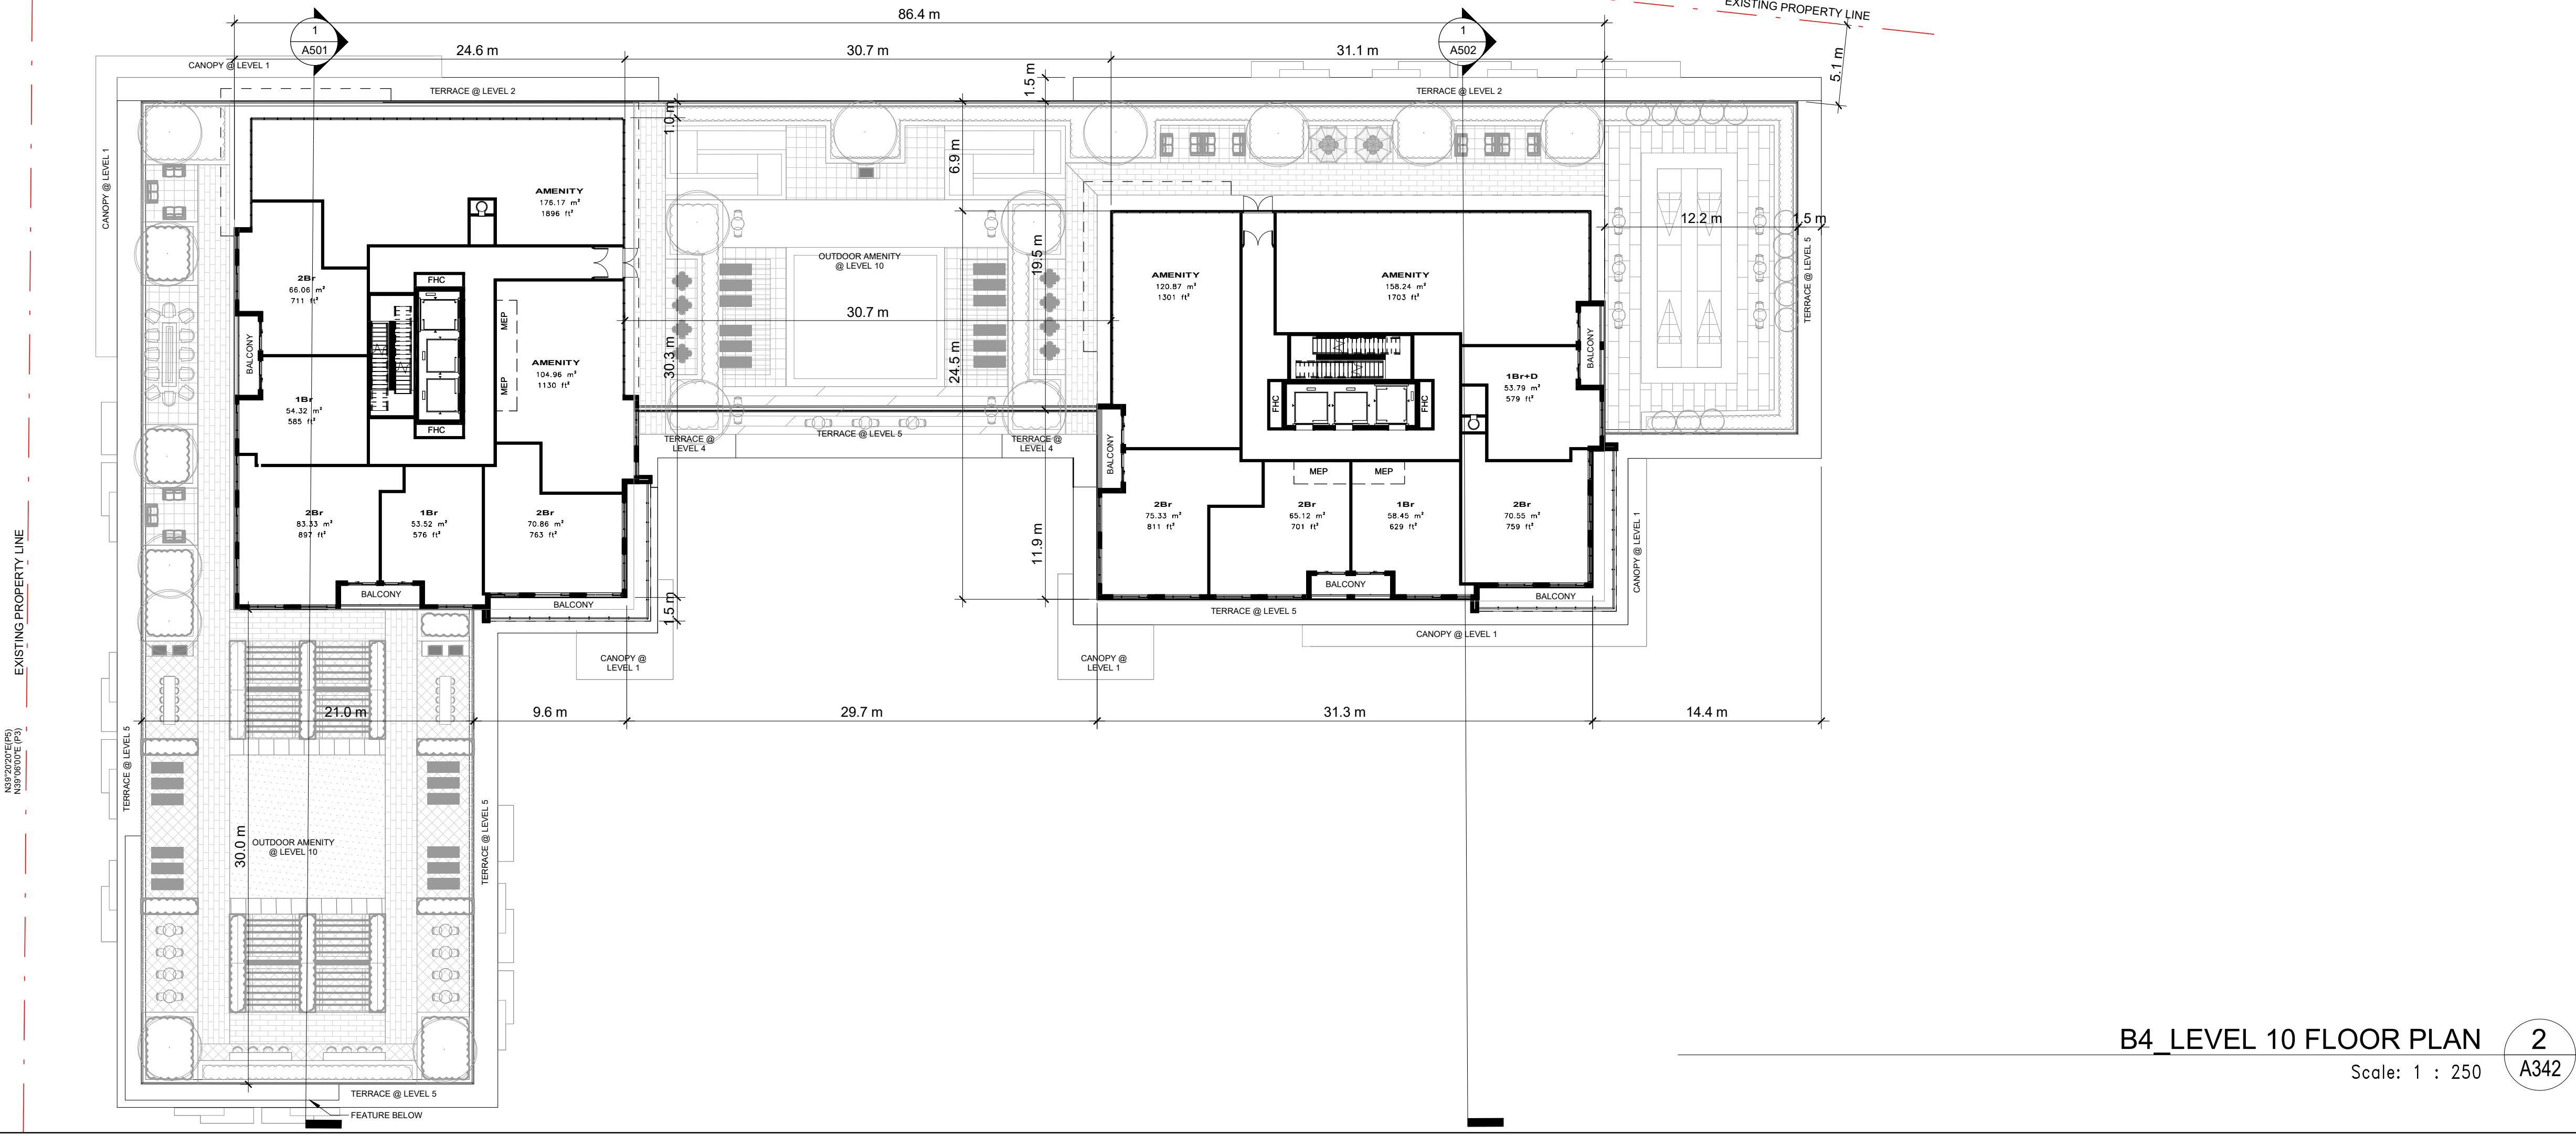 EXISTING PROPERTY LINE
86.4 m
1
A501
1
A502
24.6 m
30.7 m
31.1 m
5.1 m
CANOPY @ LEVEL 1
TERRACE @ LEVEL 2
1.5 m
TERRACE @ LEVEL 2
1.0 m
6.9 m
CANOPY @ LEVEL 1
AMENITY
176.17 m²
1896 ft²
12.2 m
1.5 m
TERRACE @ LEVEL 5
OUTDOOR AMENITY
@ LEVEL 10
19.5 m
2Br
66.06 m²
711 ft²
FHC
AMENITY
120.87 m²
1301 ft²
AMENITY
158.24 m²
1703 ft²
MEP
30.7 m
BALCONY
BALCONY
AMENITY
104.96 m²
1130 ft²
MEP
30.3 m
24.5 m
1Br
54.32 m²
585 ft²
1Br+D
53.79 m²
579 ft²
FHC
FHC
FHC
TERRACE @
LEVEL 4
TERRACE @ LEVEL 5
TERRACE @
LEVEL 4
BALCONY
MEP
MEP
2Br
83.33 m²
897 ft²
1Br
53.52 m²
576 ft²
2Br
70.86 m²
763 ft²
2Br
75.33 m²
811 ft²
2Br
65.12 m²
701 ft²
1Br
58.45 m²
629 ft²
2Br
70.55 m²
759 ft²
11.9 m
CANOPY @ LEVEL 1
EXISTING PROPERTY LINE
BALCONY
BALCONY
1.5 m
BALCONY
BALCONY
TERRACE @ LEVEL 5
CANOPY @ LEVEL 1
CANOPY @
LEVEL 1
CANOPY @
LEVEL 1
21.0 m
9.6 m
29.7 m
31.3 m
14.4 m
N39°20'20"E(P5)
N39°06'00"E (P3)
TERRACE @ LEVEL 5
TERRACE @ LEVEL 5
30.0 m
OUTDOOR AMENITY
@ LEVEL 10
TERRACE @ LEVEL 5
FEATURE BELOW
B4_LEVEL 10 FLOOR PLAN
Scale: 1 : 250
2
A342